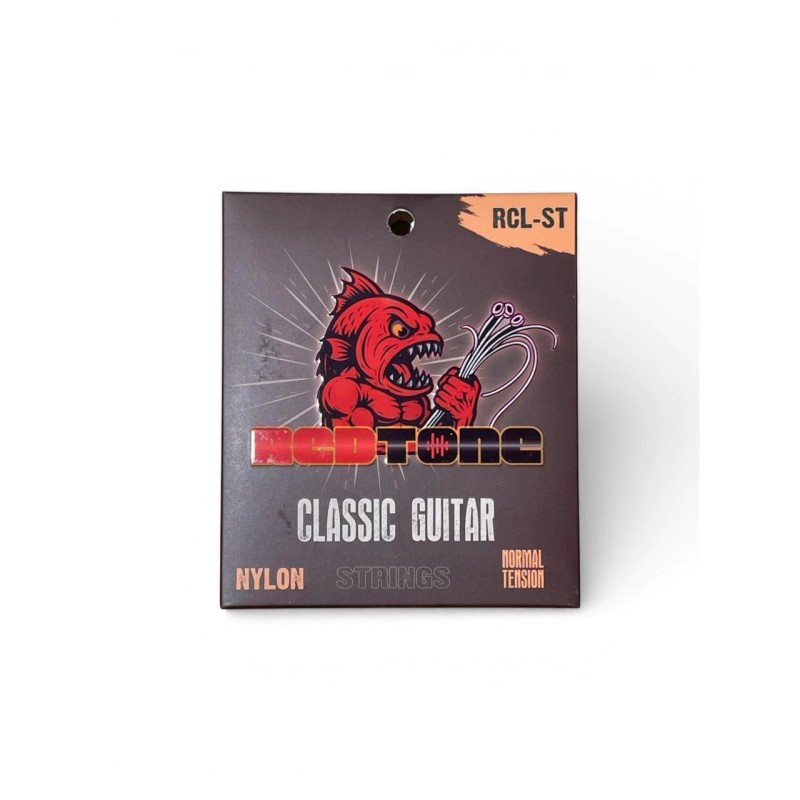 RCL-ST
REDTONE
CLASSIC GUITAR
NYLON STRINGS
NORMAL
TENSION